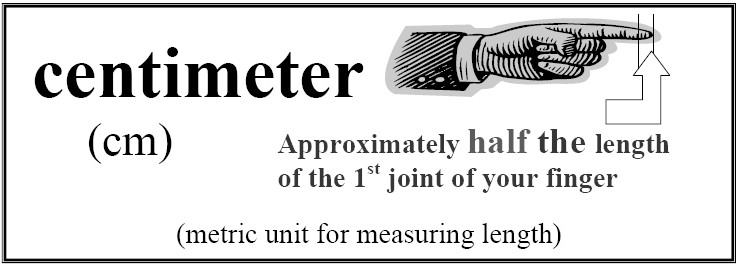 centimeter
(cm)
Approximately half the length
of the 1st joint of your finger
(metric unit for measuring length)